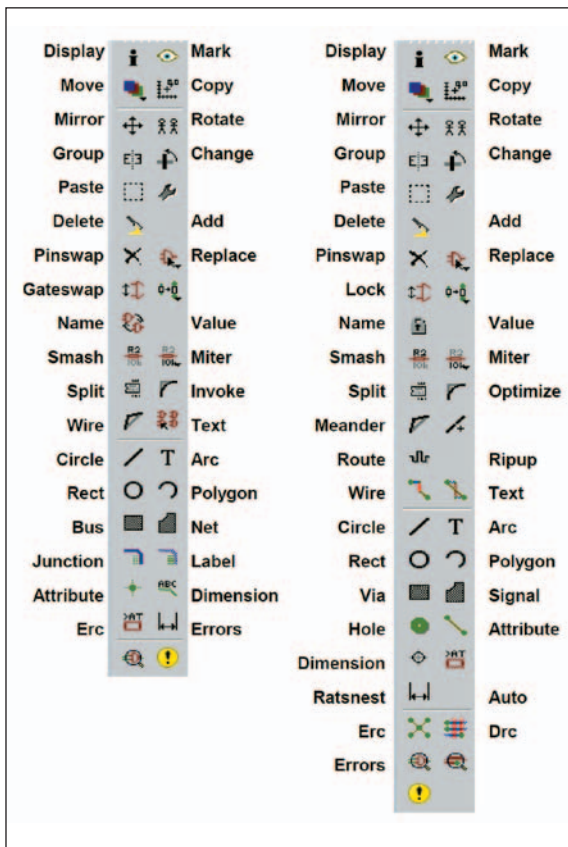 Display Mark
Move Copy
Mirror Rotate
Group Change
Paste
Delete Add
Pinswap Replace
Gateswap
Name Value
Smash Miter
Split Invoke
Wire Text
Circle Arc
Rect Polygon
Bus Net
Junction Label
Attribute Dimension
Erc Errors
Display Mark
Move Copy
Mirror Rotate
Group Change
Paste
Delete Add
Pinswap Replace
Lock
Name Value
Smash Miter
Split Optimize
Meander
Route Ripup
Wire Text
Circle Arc
Rect Polygon
Via Signal
Hole Attribute
Dimension
Ratsnest Auto
Erc Drc
Errors